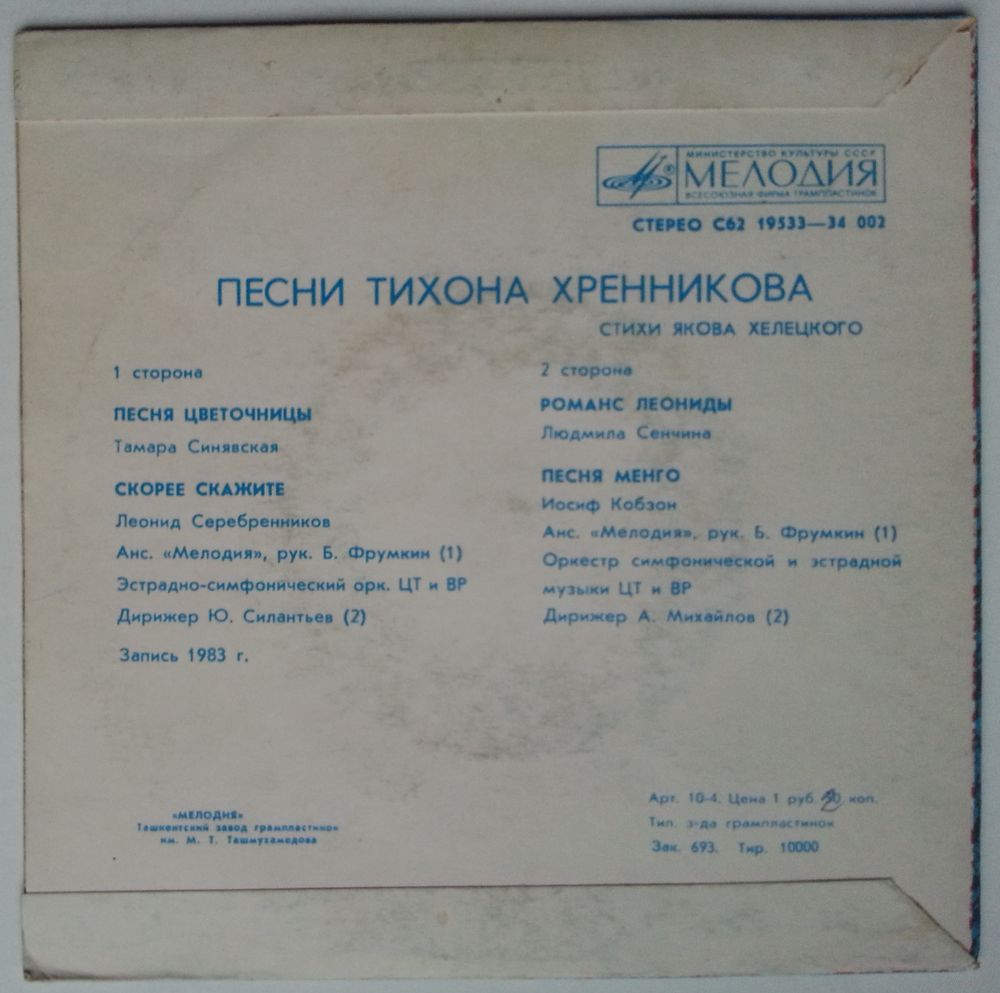 МИНИСТЕРСТВО КУЛЬТУРЫ СССР
МЕЛОДИЯ
ВСЕСОЮЗНАЯ ФИРМА ГРАМПЛАСТИНОК
СТЕРЕО С62 19533—34 002
ПЕСНИ ТИХОНА ХРЕННИКОВА
СТИХИ ЯКОВА ХЕЛЕЦКОГО
1 сторона
ПЕСНЯ ЦВЕТОЧНИЦЫ
Тамара Синявская
СКОРЕЕ СКАЖИТЕ
Леонид Серебренников
Анс. «Мелодия», рук. Б. Фрумкин (1)
Эстрадно-симфонический орк. ЦТ и ВР
Дирижер Ю. Силантьев (2)
Запись 1983 г.
2 сторона
РОМАНС ЛЕОНИДЫ
Людмила Сенчина
ПЕСНЯ МЕНГО
Иосиф Кобзон
Анс. «Мелодия», рук. Б. Фрумкин (1)
Оркестр симфонической и эстрадной
музыки ЦТ и ВР
Дирижер А. Михайлов (2)
«МЕЛОДИЯ»
Ташкентский завод грампластинок
им. М. Т. Ташмухамедова
Арт. 10-4. Цена 1 руб. коп.
Тип. з-да грампластинок
Зак. 693. Тир. 10000